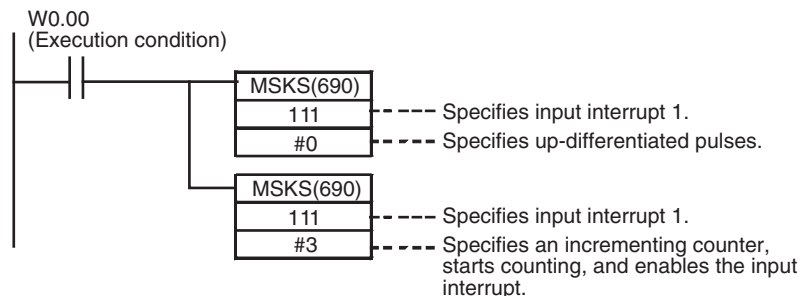 W0.00
(Execution condition)
MSKS(690)
111 Specifies input interrupt 1.
#0 Specifies up-differentiated pulses.
MSKS(690)
111 Specifies input interrupt 1.
#3 Specifies an incrementing counter,
starts counting, and enables the input
interrupt.